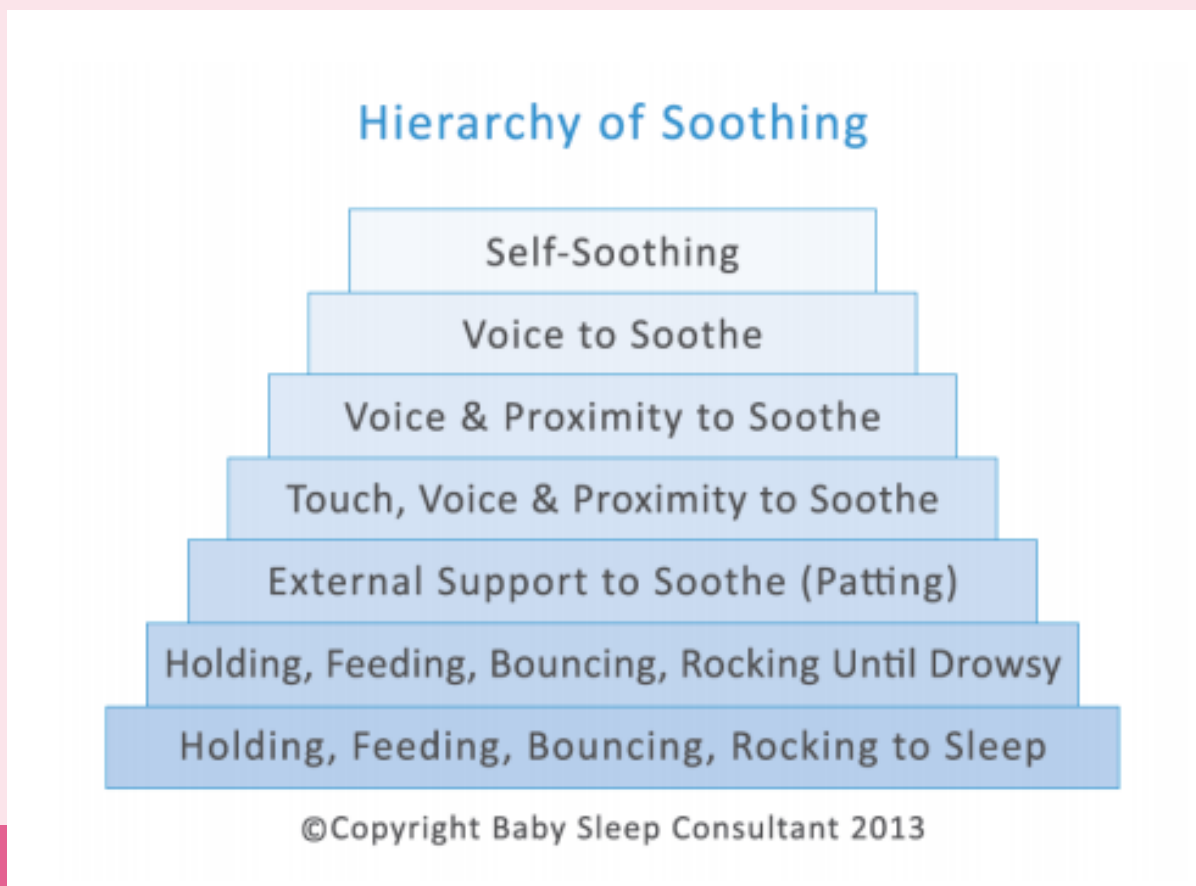 Hierarchy of Soothing
Self-Soothing
Voice to Soothe
Voice & Proximity to Soothe
Touch, Voice & Proximity to Soothe
External Support to Soothe (Patting)
Holding, Feeding, Bouncing, Rocking Until Drowsy
Holding, Feeding, Bouncing, Rocking to Sleep
©Copyright Baby Sleep Consultant 2013